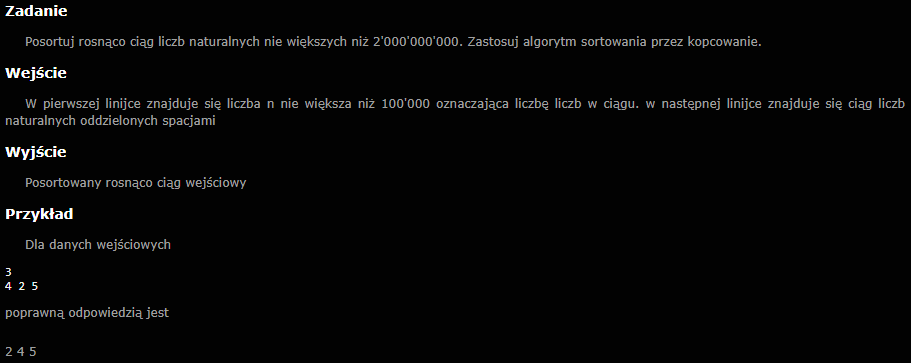 Zadanie
Posortuj rosnąco ciąg liczb naturalnych nie większych niż 2'000'000'000. Zastosuj algorytm sortowania przez kopcowanie.
Wejście
W pierwszej linijce znajduje się liczba n nie większa niż 100'000 oznaczająca liczbę liczb w ciągu. w następnej linijce znajduje się ciąg liczb
naturalnych oddzielonych spacjami
Wyjście
Posortowany rosnąco ciąg wejściowy
Przykład
Dla danych wejściowych
3
4 2 5
poprawną odpowiedzią jest
2 4 5